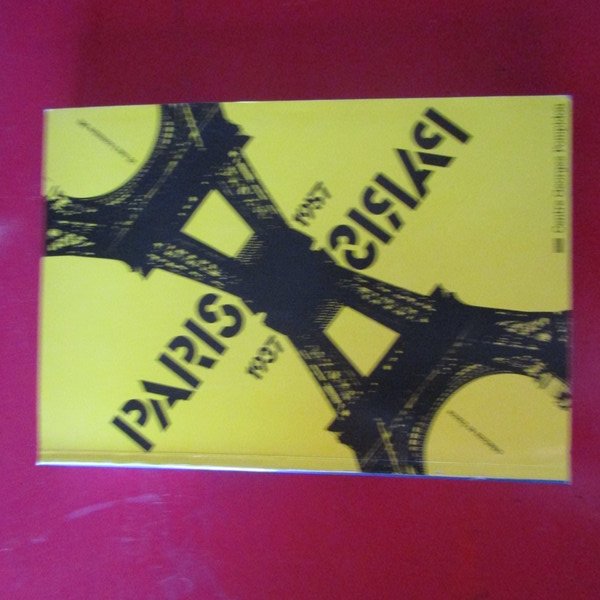 PARIS
1937
PARIS
1957
Centre Georges Pompidou